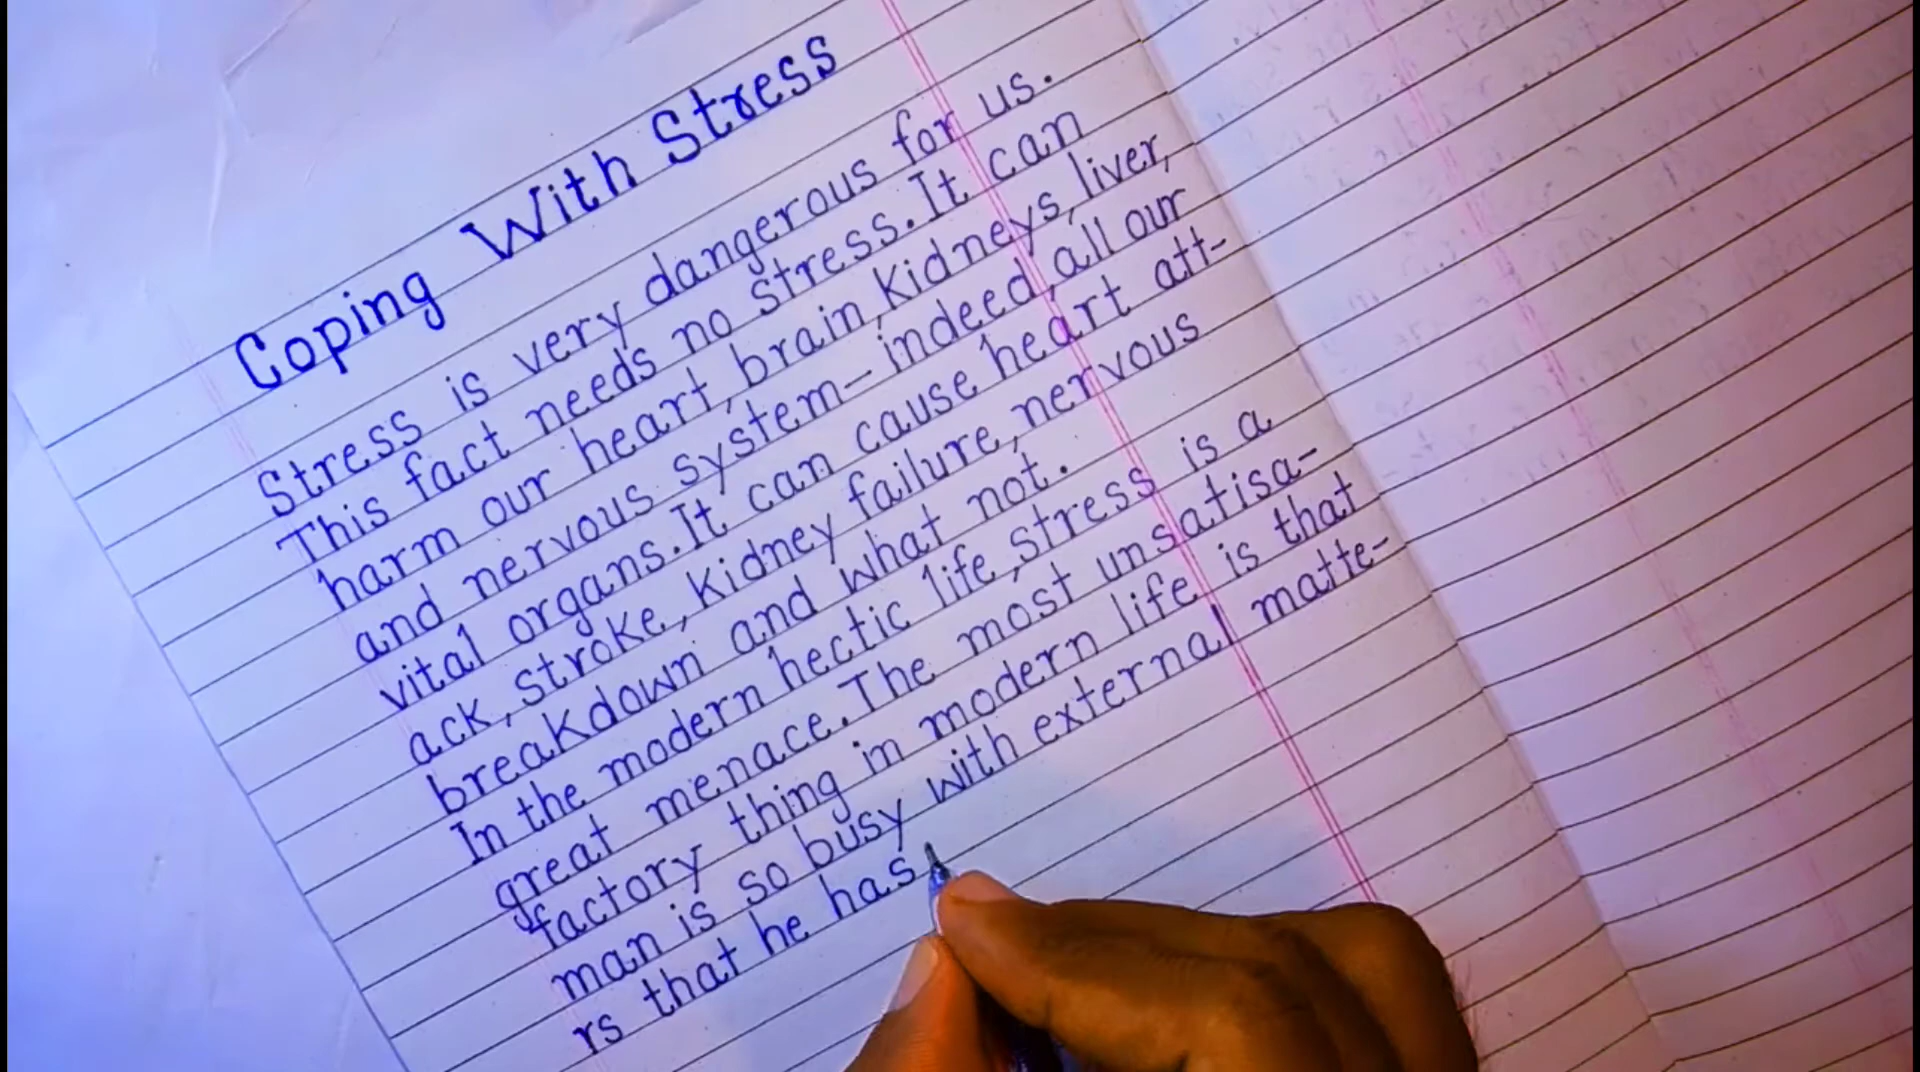 Coping With Stress
Stress is very dangerous for us.
This fact needs no stress. It can
harm our heart, brain, kidneys, liver,
and nervous system- indeed, all our
vital organs. It can cause heart att-
ack, stroke, kidney failure, nervous
breakdown and what not.
In the modern hectic life, stress is a
great menace. The most unsatisa-
factory thing in modern life is that
man is so busy with external matte-
rs that he has